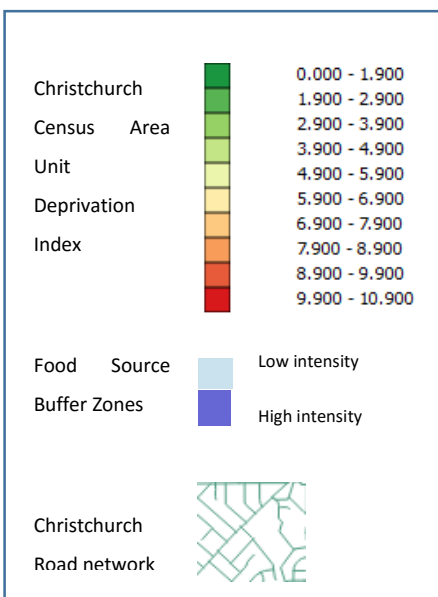 Christchurch
Census Area
Unit
Deprivation
Index
0.000 - 1.900
1.900 - 2.900
2.900 - 3.900
3.900 - 4.900
4.900 - 5.900
5.900 - 6.900
6.900 - 7.900
7.900 - 8.900
8.900 - 9.900
9.900 - 10.900
Food Source
Buffer Zones
Low intensity
High intensity
Christchurch
Road network